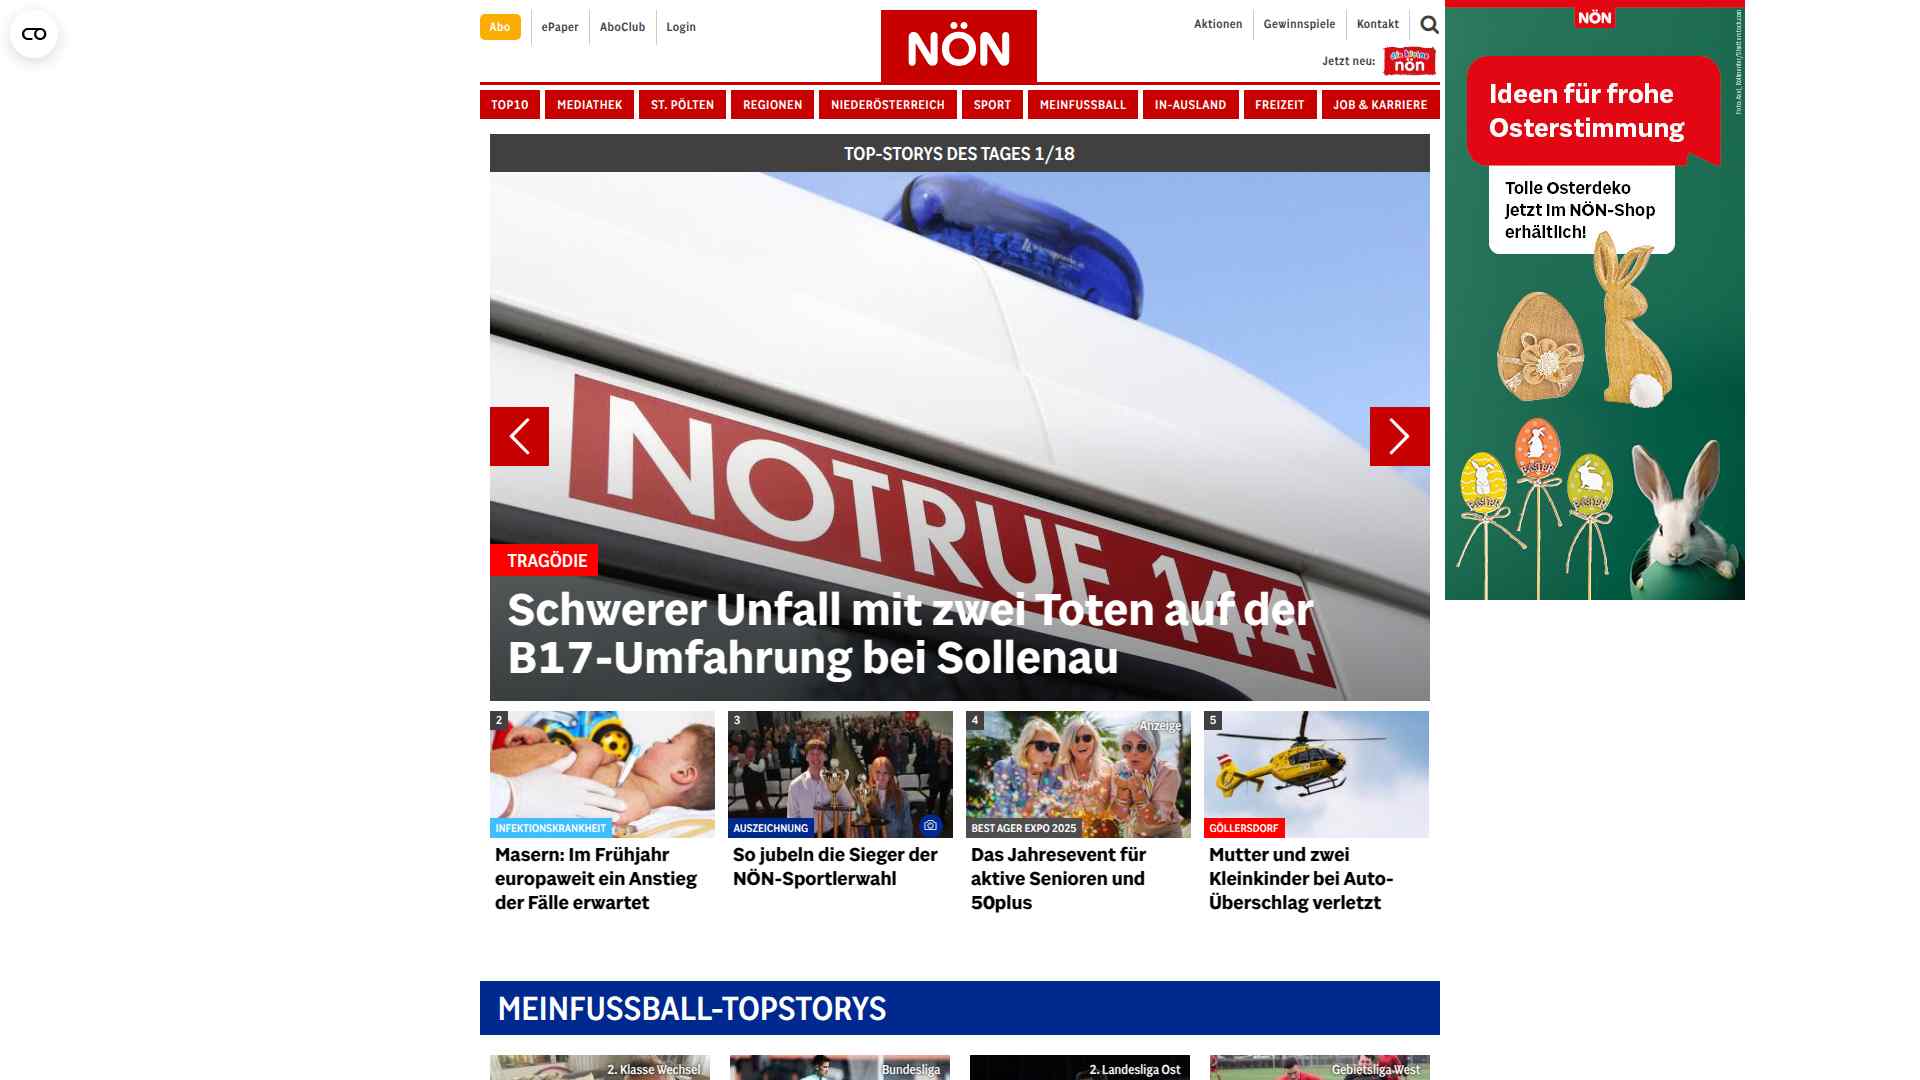 Abo
ePaper
AboClub
Login
NÖN
Aktionen
Gewinnspiele
Kontakt
Jetzt neu:
die kleine
nön
TOP10
MEDIATHEK
ST. PÖLTEN
REGIONEN
NIEDERÖSTERREICH
SPORT
MEINFUSSBALL
IN-AUSLAND
FREIZEIT
JOB & KARRIERE
TOP-STORYS DES TAGES 1/18
NOTRUF 144
TRAGÖDIE
Schwerer Unfall mit zwei Toten auf der
B17-Umfahrung bei Sollenau
2
INFEKTIONSKRANKHEIT
Masern: Im Frühjahr
europaweit ein Anstieg
der Fälle erwartet
3
AUSZEICHNUNG
So jubeln die Sieger der
NÖN-Sportlerwahl
4
Anzeige
BEST AGER EXPO 2025
Das Jahresevent für
aktive Senioren und
50plus
5
GÖLLERSDORF
Mutter und zwei
Kleinkinder bei Auto-
Überschlag verletzt
MEINFUSSBALL-TOPSTORYS
2. Klasse Wechsel
Bundesliga
2. Landesliga Ost
Gebietsliga West
NÖN
Ideen für frohe
Osterstimmung
Tolle Osterdeko
jetzt im NÖN-Shop
erhältlich!
EASTER
EASTER
EASTER